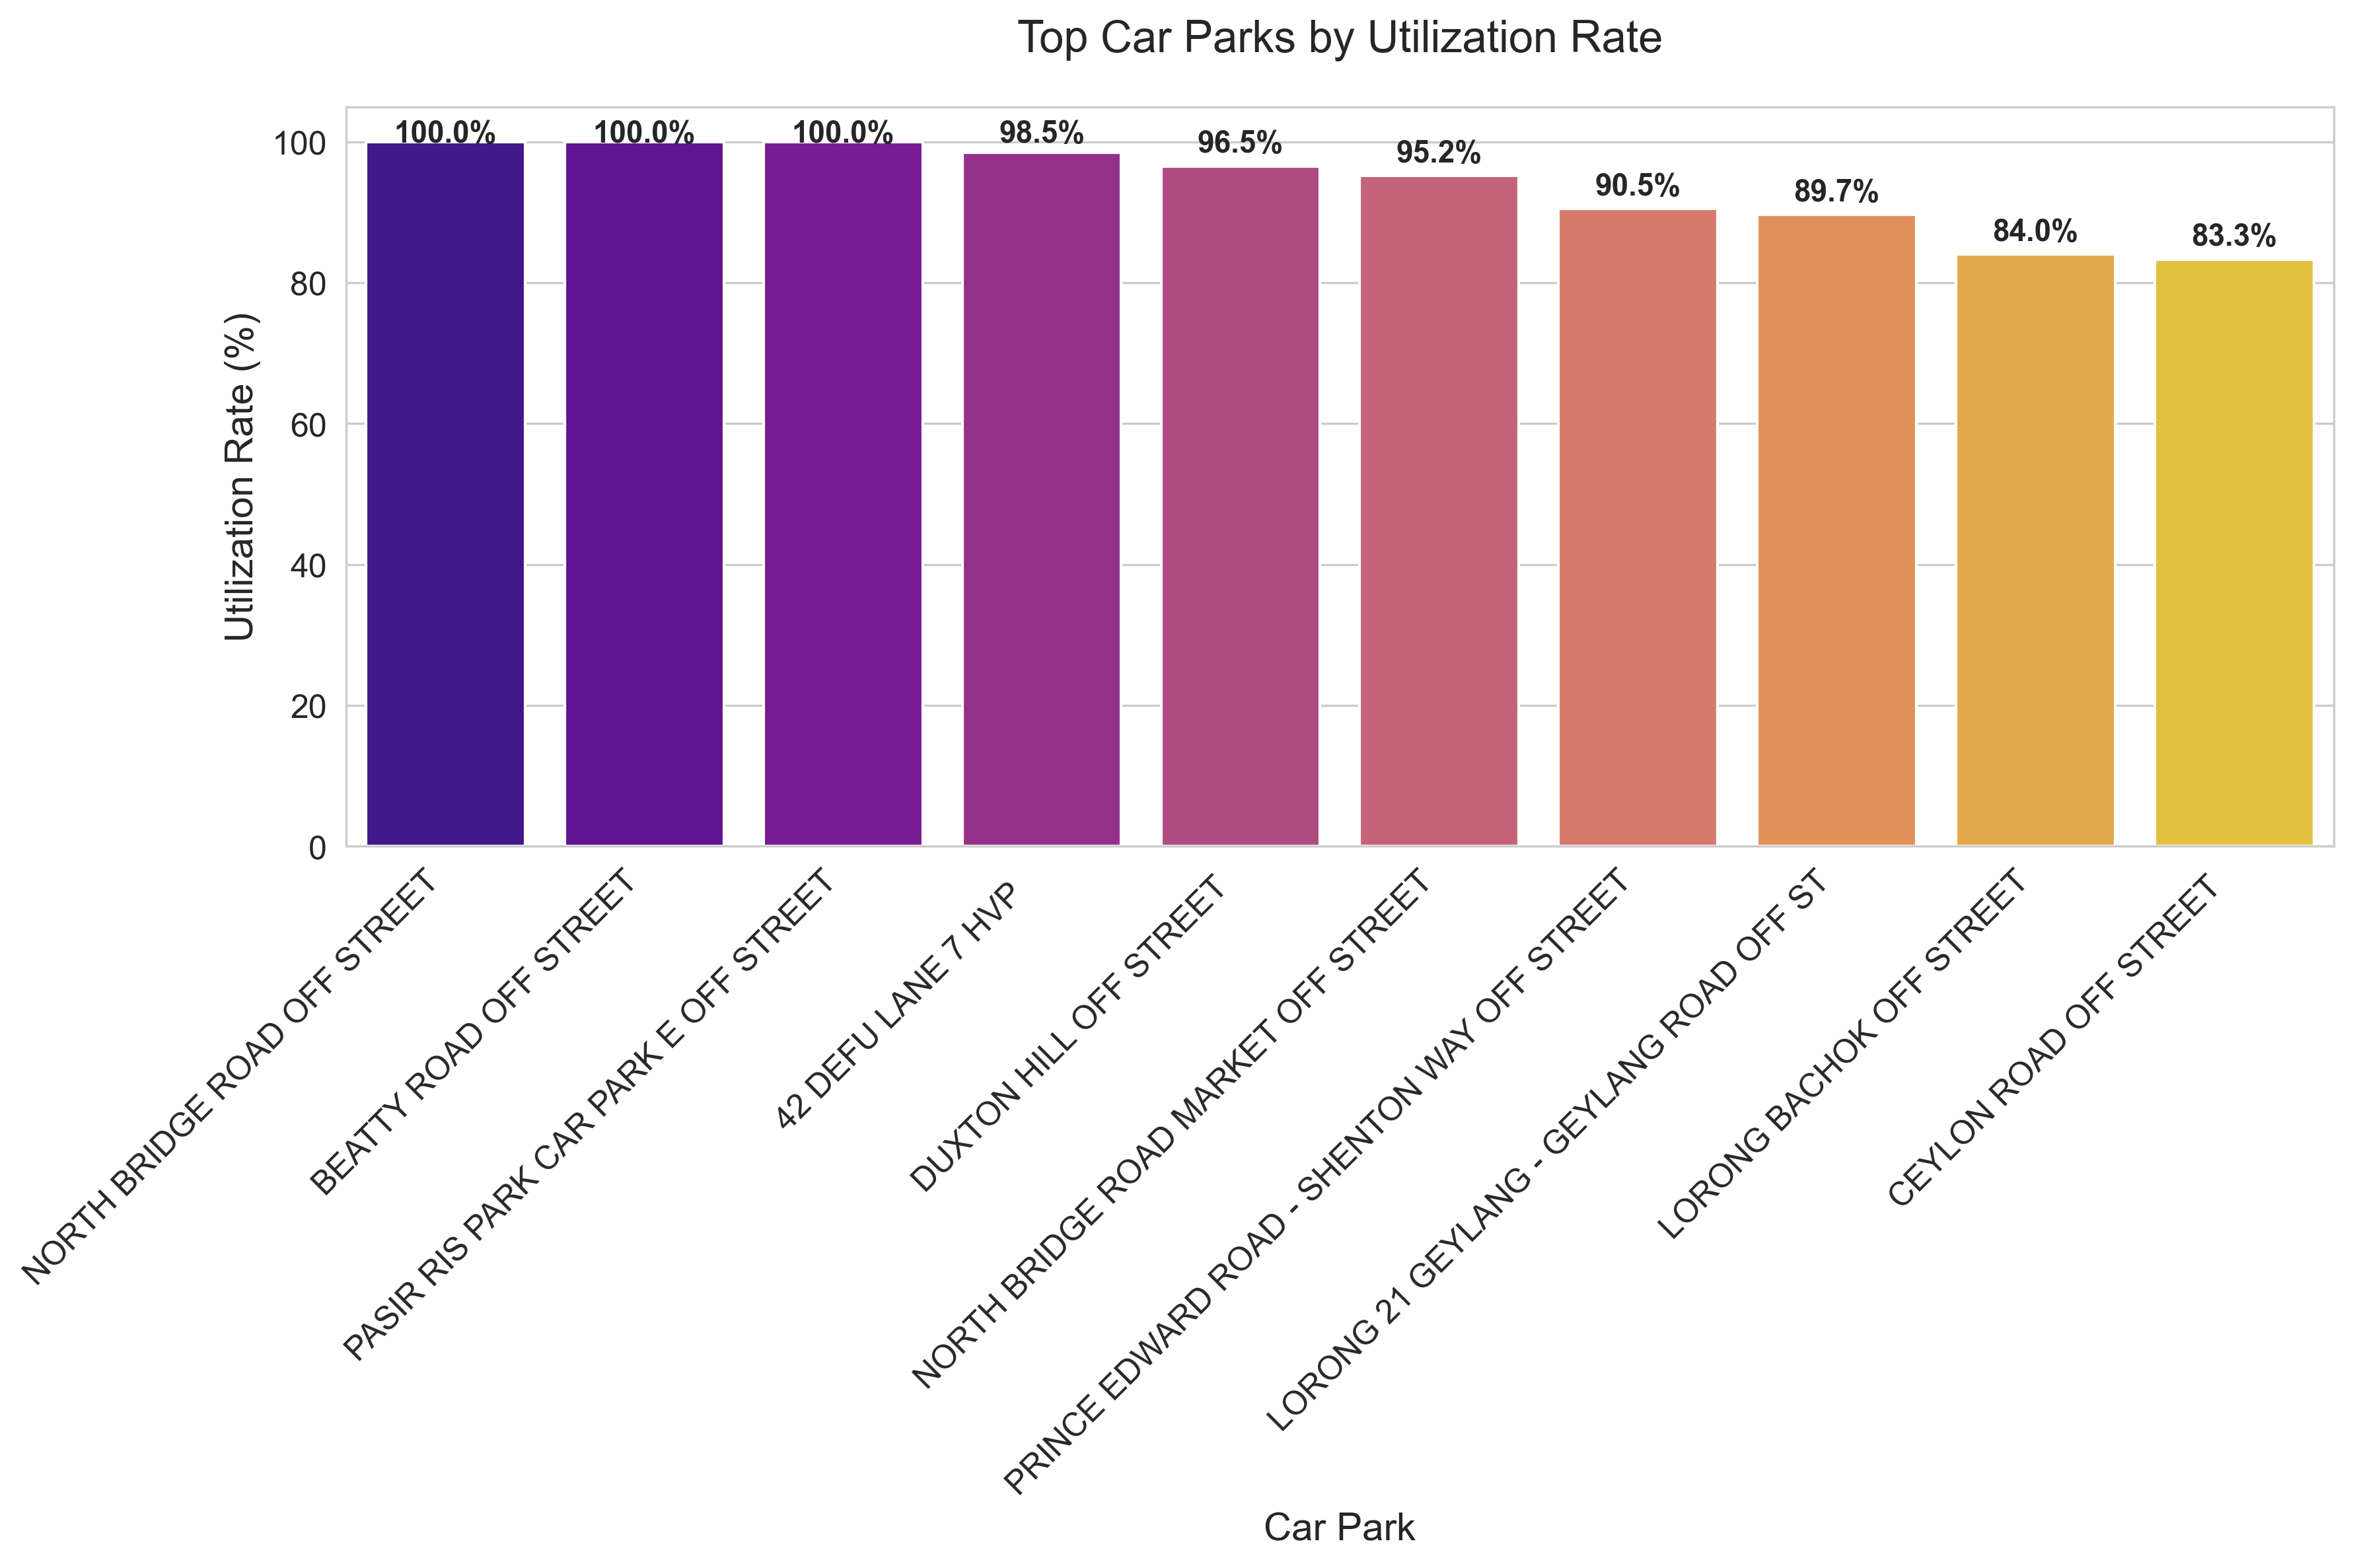 Top Car Parks by Utilization Rate
Utilization Rate (%)
100
80
60
40
20
0
100.0%
100.0%
100.0%
98.5%
96.5%
95.2%
90.5%
89.7%
84.0%
83.3%
NORTH BRIDGE ROAD OFF STREET
BEATTY ROAD OFF STREET
PASIR RIS PARK CAR PARK E OFF STREET
42 DEFU LANE 7 HVP
DUXTON HILL OFF STREET
NORTH BRIDGE ROAD MARKET OFF STREET
PRINCE EDWARD ROAD - SHENTON WAY OFF STREET
LORONG 21 GEYLANG - GEYLANG ROAD OFF ST
LORONG BACHOK OFF STREET
CEYLON ROAD OFF STREET
Car Park